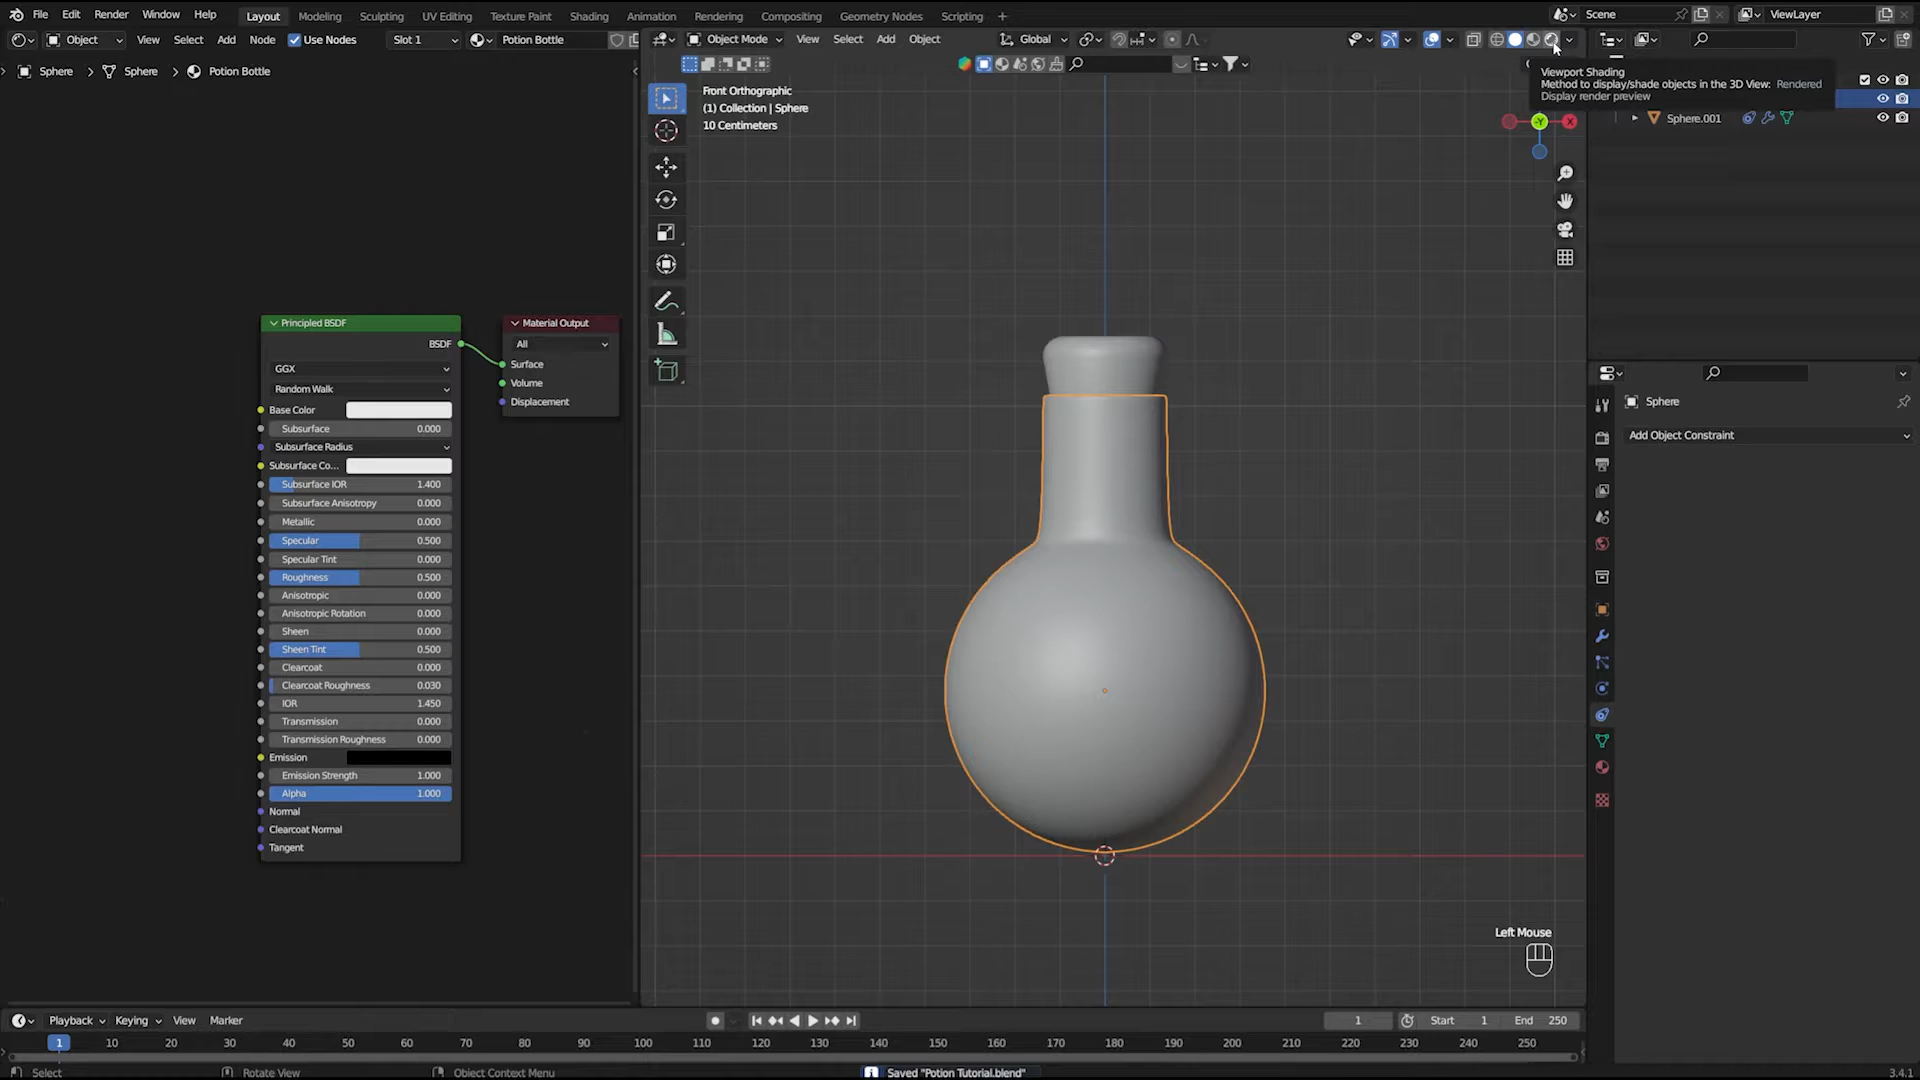 File Edit Render Window Help Layout Modeling Sculpting UV Editing Texture Paint Shading Animation Rendering Compositing Geometry Nodes Scripting + Scene ViewLayer
Object View Select Add Node Use Nodes Slot 1 Potion Bottle Object Mode View Select Add Object Global
Sphere Sphere Potion Bottle
Viewport Shading
Method to display/shade objects in the 3D View: Rendered
Display render preview
Front Orthographic
(1) Collection | Sphere
10 Centimeters
-Y
X
Sphere.001
Principled BSDF
BSDF
GGX
Random Walk
Base Color
Subsurface 0.000
Subsurface Radius
Subsurface Co...
Subsurface IOR 1.400
Subsurface Anisotropy 0.000
Metallic 0.000
Specular 0.500
Specular Tint 0.000
Roughness 0.500
Anisotropic 0.000
Anisotropic Rotation 0.000
Sheen 0.000
Sheen Tint 0.500
Clearcoat 0.000
Clearcoat Roughness 0.030
IOR 1.450
Transmission 0.000
Transmission Roughness 0.000
Emission
Emission Strength 1.000
Alpha 1.000
Normal
Clearcoat Normal
Tangent
Material Output
All
Surface
Volume
Displacement
Sphere
Add Object Constraint
Left Mouse
Playback Keying View Marker 1 Start 1 End 250
1 10 20 30 40 50 60 70 80 90 100 110 120 130 140 150 160 170 180 190 200 210 220 230 240 250
Select Rotate View Object Context Menu Saved "Potion Tutorial.blend" 3.4.1